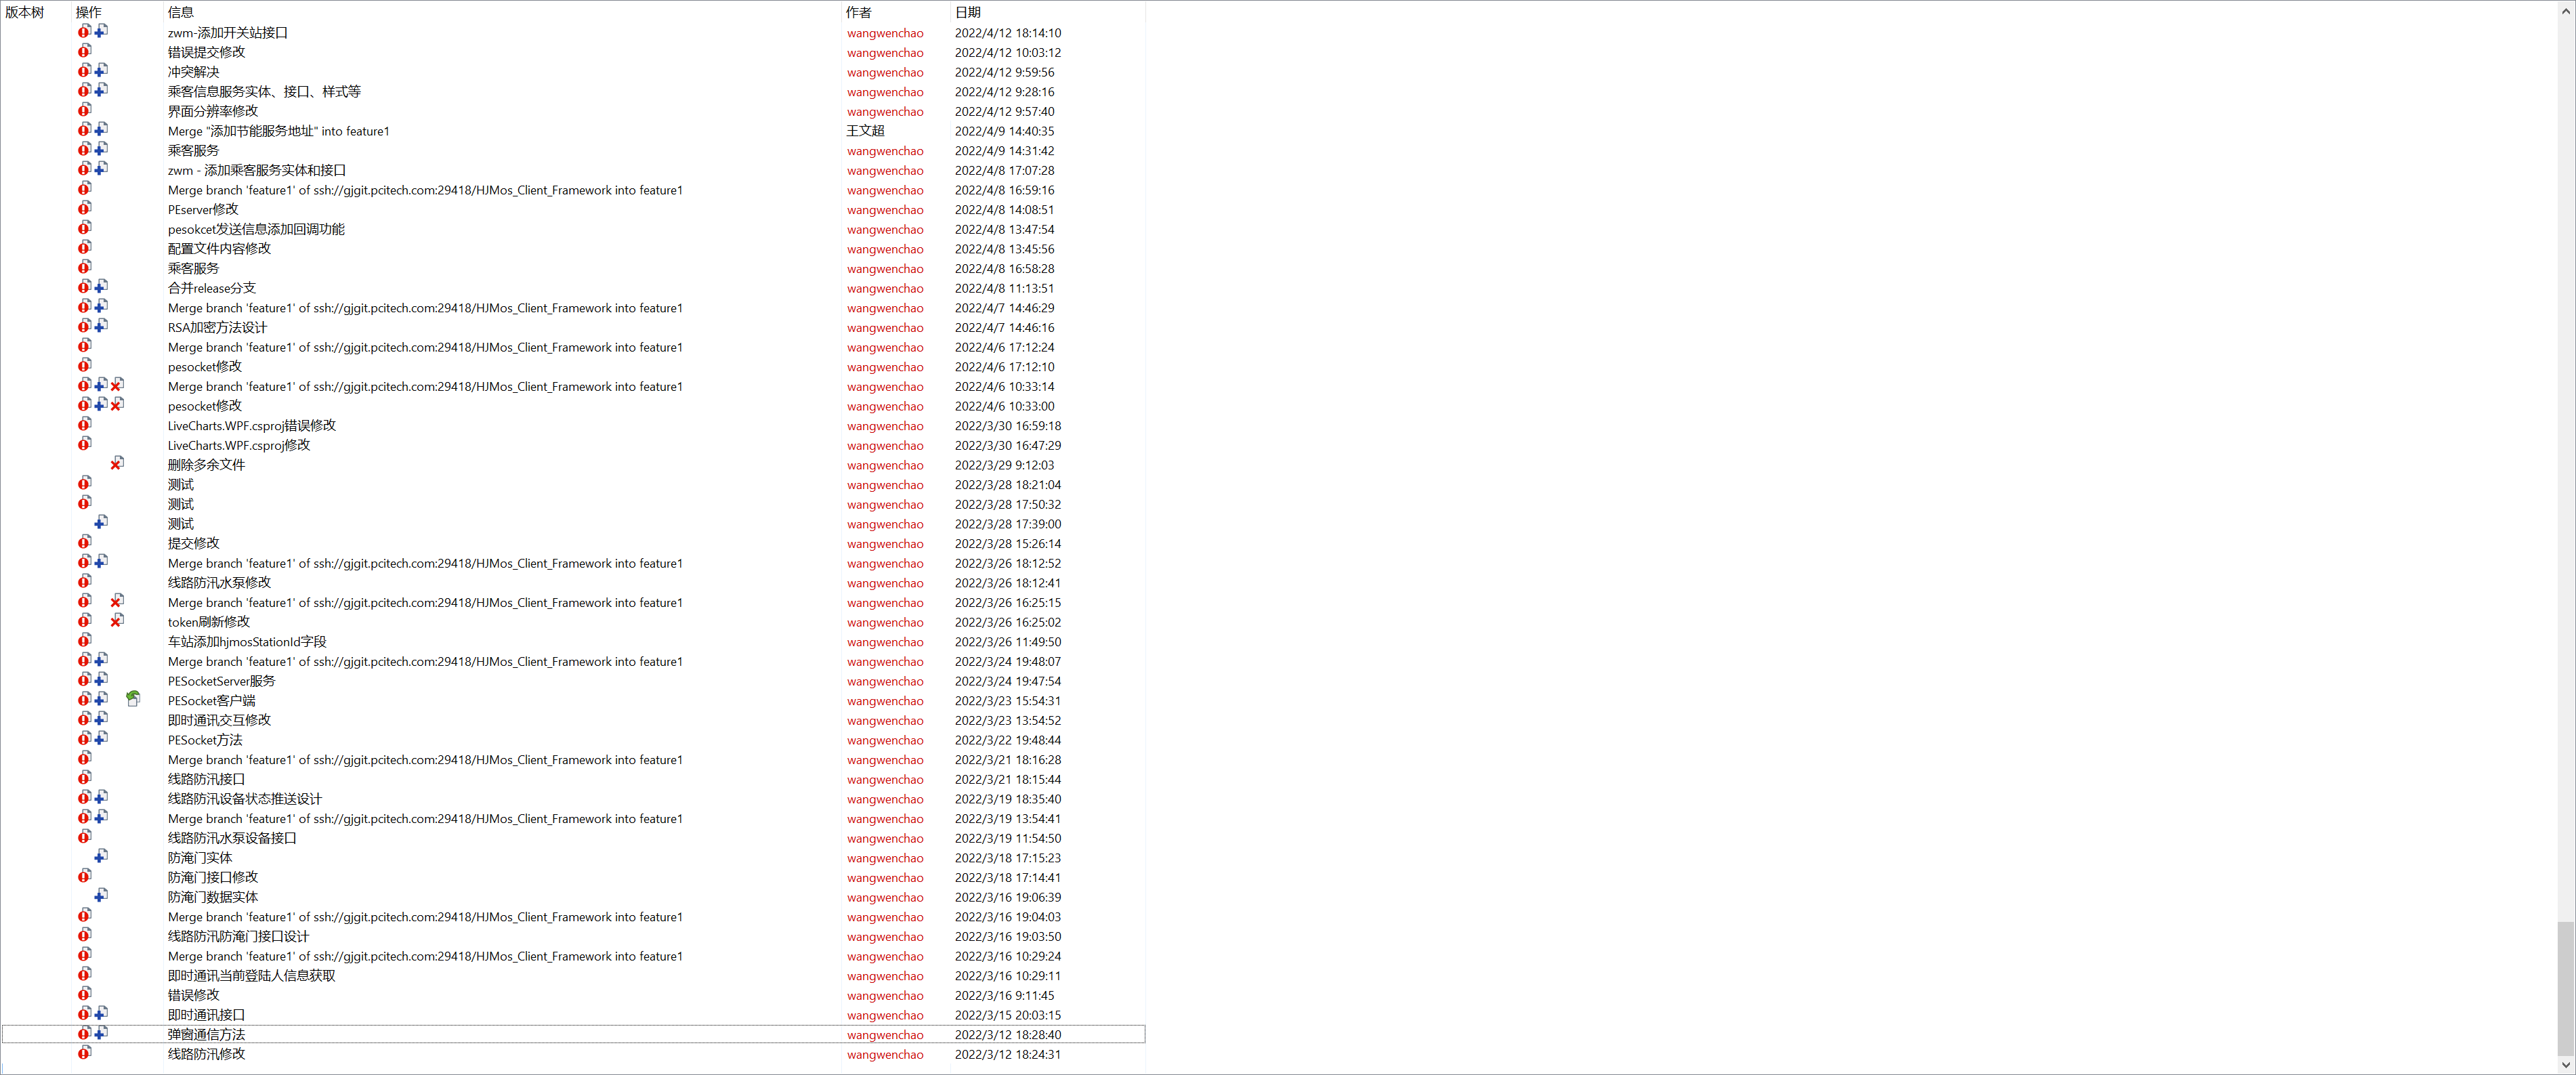 版本树 操作 信息 作者 日期
zwm-添加开关站接口 wangwenchao 2022/4/12 18:14:10
错误提交修改 wangwenchao 2022/4/12 10:03:12
冲突解决 wangwenchao 2022/4/12 9:59:56
乘客信息服务实体、接口、样式等 wangwenchao 2022/4/12 9:28:16
界面分辨率修改 wangwenchao 2022/4/12 9:57:40
Merge "添加节能服务地址" into feature1 王文超 2022/4/9 14:40:35
乘客服务 wangwenchao 2022/4/9 14:31:42
zwm - 添加乘客服务实体和接口 wangwenchao 2022/4/8 17:07:28
Merge branch 'feature1' of ssh://gjgit.pcitech.com:29418/HJMos_Client_Framework into feature1 wangwenchao 2022/4/8 16:59:16
PEserver修改 wangwenchao 2022/4/8 14:08:51
pesokcet发送信息添加回调功能 wangwenchao 2022/4/8 13:47:54
配置文件内容修改 wangwenchao 2022/4/8 13:45:56
乘客服务 wangwenchao 2022/4/8 16:58:28
合并release分支 wangwenchao 2022/4/8 11:13:51
Merge branch 'feature1' of ssh://gjgit.pcitech.com:29418/HJMos_Client_Framework into feature1 wangwenchao 2022/4/7 14:46:29
RSA加密方法设计 wangwenchao 2022/4/7 14:46:16
Merge branch 'feature1' of ssh://gjgit.pcitech.com:29418/HJMos_Client_Framework into feature1 wangwenchao 2022/4/6 17:12:24
pesocket修改 wangwenchao 2022/4/6 17:12:10
Merge branch 'feature1' of ssh://gjgit.pcitech.com:29418/HJMos_Client_Framework into feature1 wangwenchao 2022/4/6 10:33:14
pesocket修改 wangwenchao 2022/4/6 10:33:00
LiveCharts.WPF.csproj错误修改 wangwenchao 2022/3/30 16:59:18
LiveCharts.WPF.csproj修改 wangwenchao 2022/3/30 16:47:29
删除多余文件 wangwenchao 2022/3/29 9:12:03
测试 wangwenchao 2022/3/28 18:21:04
测试 wangwenchao 2022/3/28 17:50:32
测试 wangwenchao 2022/3/28 17:39:00
提交修改 wangwenchao 2022/3/28 15:26:14
Merge branch 'feature1' of ssh://gjgit.pcitech.com:29418/HJMos_Client_Framework into feature1 wangwenchao 2022/3/26 18:12:52
线路防汛水泵修改 wangwenchao 2022/3/26 18:12:41
Merge branch 'feature1' of ssh://gjgit.pcitech.com:29418/HJMos_Client_Framework into feature1 wangwenchao 2022/3/26 16:25:15
token刷新修改 wangwenchao 2022/3/26 16:25:02
车站添加hjmosStationId字段 wangwenchao 2022/3/26 11:49:50
Merge branch 'feature1' of ssh://gjgit.pcitech.com:29418/HJMos_Client_Framework into feature1 wangwenchao 2022/3/24 19:48:07
PESocketServer服务 wangwenchao 2022/3/24 19:47:54
PESocket客户端 wangwenchao 2022/3/23 15:54:31
即时通讯交互修改 wangwenchao 2022/3/23 13:54:52
PESocket方法 wangwenchao 2022/3/22 19:48:44
Merge branch 'feature1' of ssh://gjgit.pcitech.com:29418/HJMos_Client_Framework into feature1 wangwenchao 2022/3/21 18:16:28
线路防汛接口 wangwenchao 2022/3/21 18:15:44
线路防汛设备状态推送设计 wangwenchao 2022/3/19 18:35:40
Merge branch 'feature1' of ssh://gjgit.pcitech.com:29418/HJMos_Client_Framework into feature1 wangwenchao 2022/3/19 13:54:41
线路防汛水泵设备接口 wangwenchao 2022/3/19 11:54:50
防淹门实体 wangwenchao 2022/3/18 17:15:23
防淹门接口修改 wangwenchao 2022/3/18 17:14:41
防淹门数据实体 wangwenchao 2022/3/16 19:06:39
Merge branch 'feature1' of ssh://gjgit.pcitech.com:29418/HJMos_Client_Framework into feature1 wangwenchao 2022/3/16 19:04:03
线路防汛防淹门接口设计 wangwenchao 2022/3/16 19:03:50
Merge branch 'feature1' of ssh://gjgit.pcitech.com:29418/HJMos_Client_Framework into feature1 wangwenchao 2022/3/16 10:29:24
即时通讯当前登陆人信息获取 wangwenchao 2022/3/16 10:29:11
错误修改 wangwenchao 2022/3/16 9:11:45
即时通讯接口 wangwenchao 2022/3/15 20:03:15
弹窗通信方法 wangwenchao 2022/3/12 18:28:40
线路防汛修改 wangwenchao 2022/3/12 18:24:31